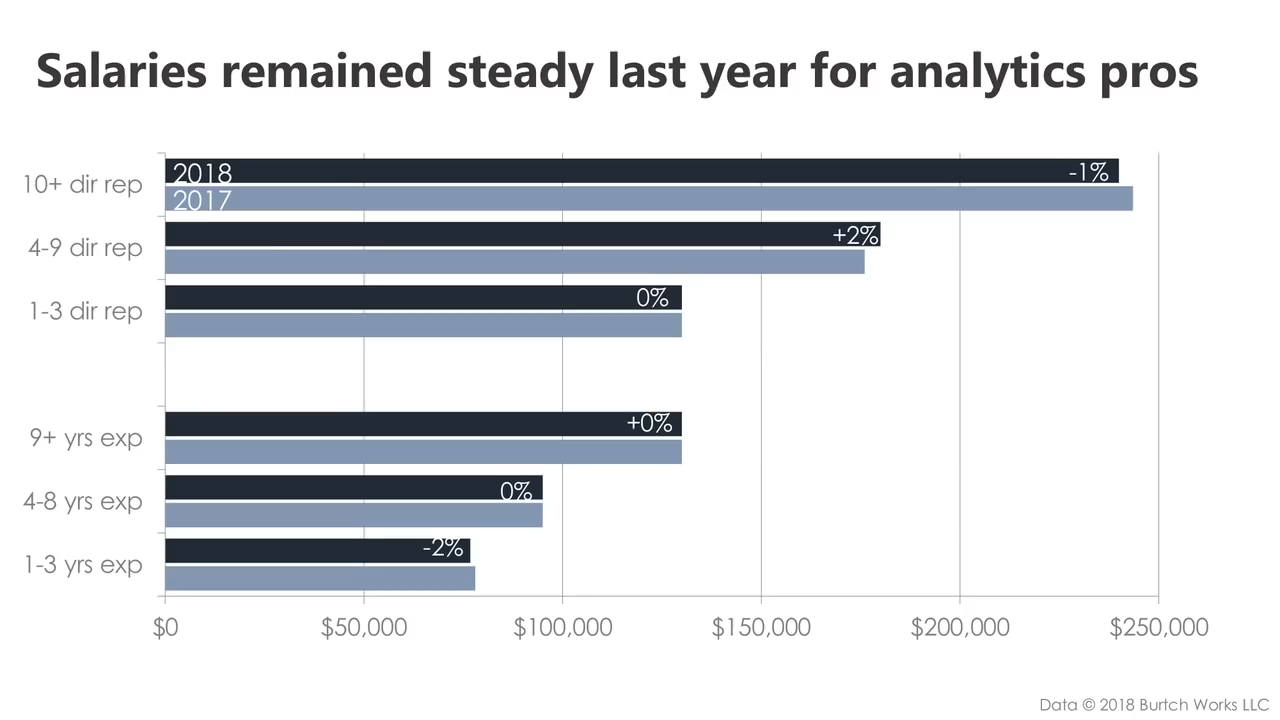 Salaries remained steady last year for analytics pros
10+ dir rep
2018
-1%
2017
4-9 dir rep
+2%
1-3 dir rep
0%
9+ yrs exp
+0%
4-8 yrs exp
0%
1-3 yrs exp
-2%
$0 $50,000 $100,000 $150,000 $200,000 $250,000
Data © 2018 Burtch Works LLC